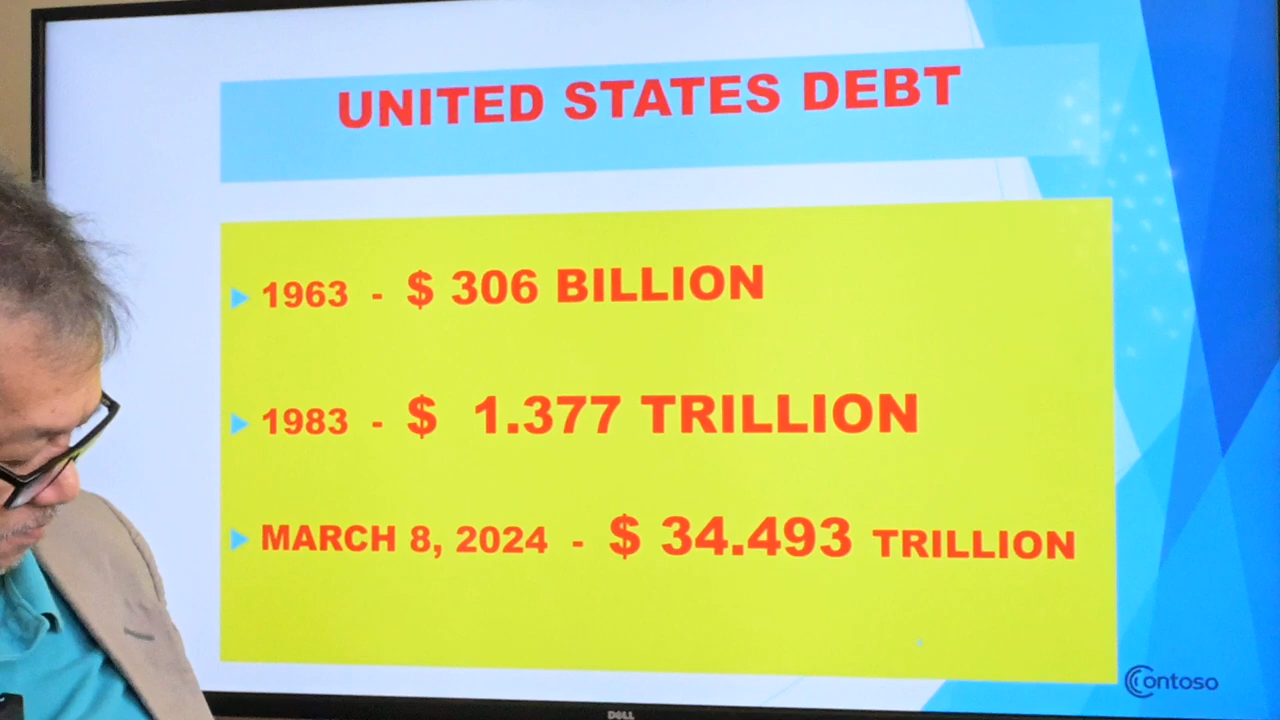 UNITED STATES DEBT
1963 - $ 306 BILLION
1983 - $ 1.377 TRILLION
MARCH 8, 2024 - $ 34.493 TRILLION
Contoso
DELL